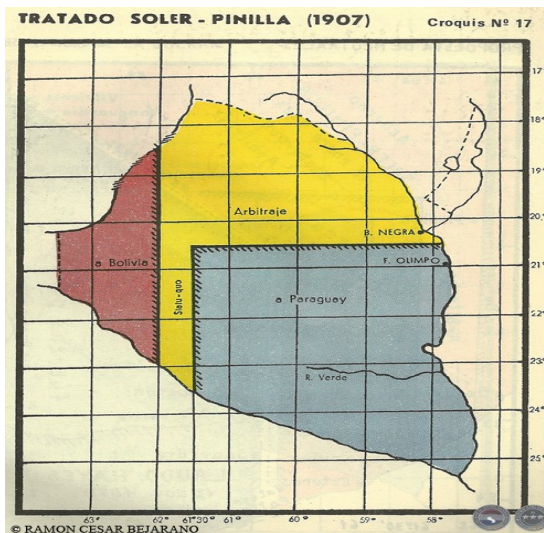 TRATADO SOLER - PINILLA (1907)
Croquis Nº 17
17°
18°
19°
Arbitraje
20°
B. NEGRA
a Bolivia
F. OLIMPO
21°
Statu-quo
a Paraguay
22°
23°
R. Verde
24°
25°
63° 62° 61°30' 61° 60° 59° 58°
© RAMON CESAR BEJARANO